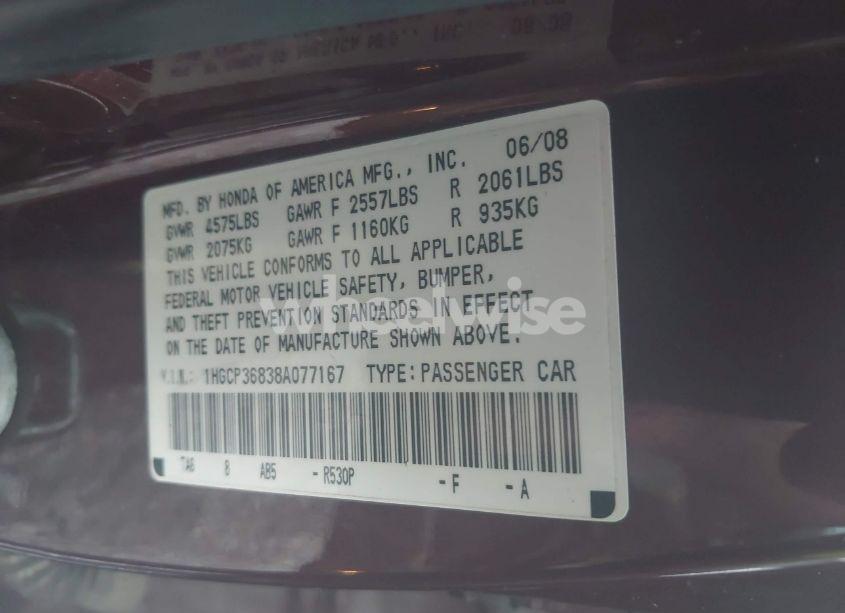 MFD. BY HONDA OF AMERICA MFG., INC. 06/08
GVWR 4575LBS GAWR F 2557LBS R 2061LBS
GVWR 2075KG GAWR F 1160KG R 935KG
THIS VEHICLE CONFORMS TO ALL APPLICABLE
FEDERAL MOTOR VEHICLE SAFETY, BUMPER,
AND THEFT PREVENTION STANDARDS IN EFFECT
ON THE DATE OF MANUFACTURE SHOWN ABOVE.
V.I.N.: 1HGCP36838A077167 TYPE: PASSENGER CAR
TA6 8 AB5 - R530P - F - A
wheelwise